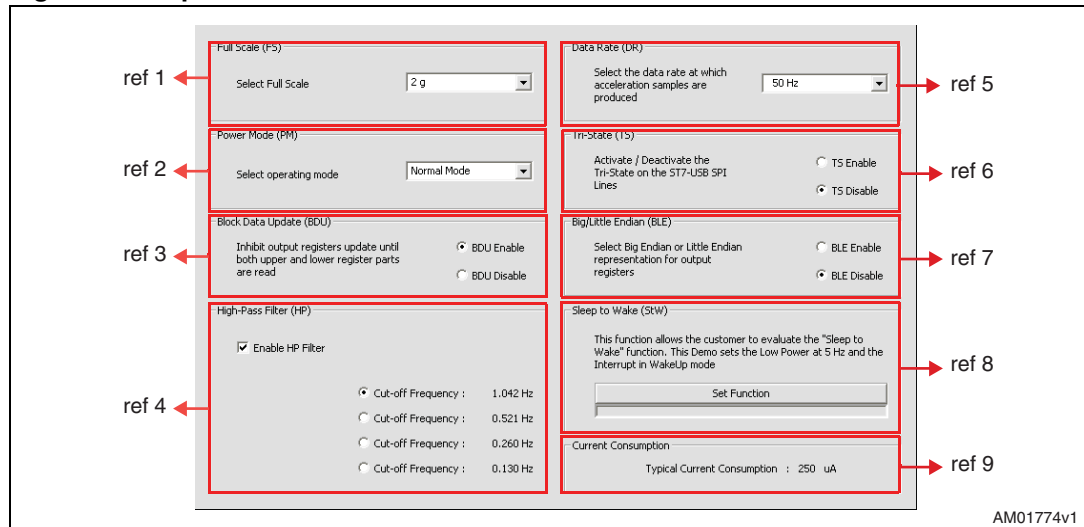 ref 1
Full Scale (FS)
Select Full Scale
2 g
ref 2
Power Mode (PM)
Select operating mode
Normal Mode
ref 3
Block Data Update (BDU)
Inhibit output registers update until
both upper and lower register parts
are read
BDU Enable
BDU Disable
ref 4
High-Pass Filter (HP)
Enable HP Filter
Cut-off Frequency : 1.042 Hz
Cut-off Frequency : 0.521 Hz
Cut-off Frequency : 0.260 Hz
Cut-off Frequency : 0.130 Hz
Data Rate (DR)
Select the data rate at which
acceleration samples are
produced
50 Hz
ref 5
Tri-State (TS)
Activate / Deactivate the
Tri-State on the ST7-USB SPI
Lines
TS Enable
TS Disable
ref 6
Big/Little Endian (BLE)
Select Big Endian or Little Endian
representation for output
registers
BLE Enable
BLE Disable
ref 7
Sleep to Wake (StW)
This function allows the customer to evaluate the "Sleep to
Wake" function. This Demo sets the Low Power at 5 Hz and the
Interrupt in WakeUp mode
Set Function
ref 8
Current Consumption
Typical Current Consumption : 250 uA
ref 9
AM01774v1